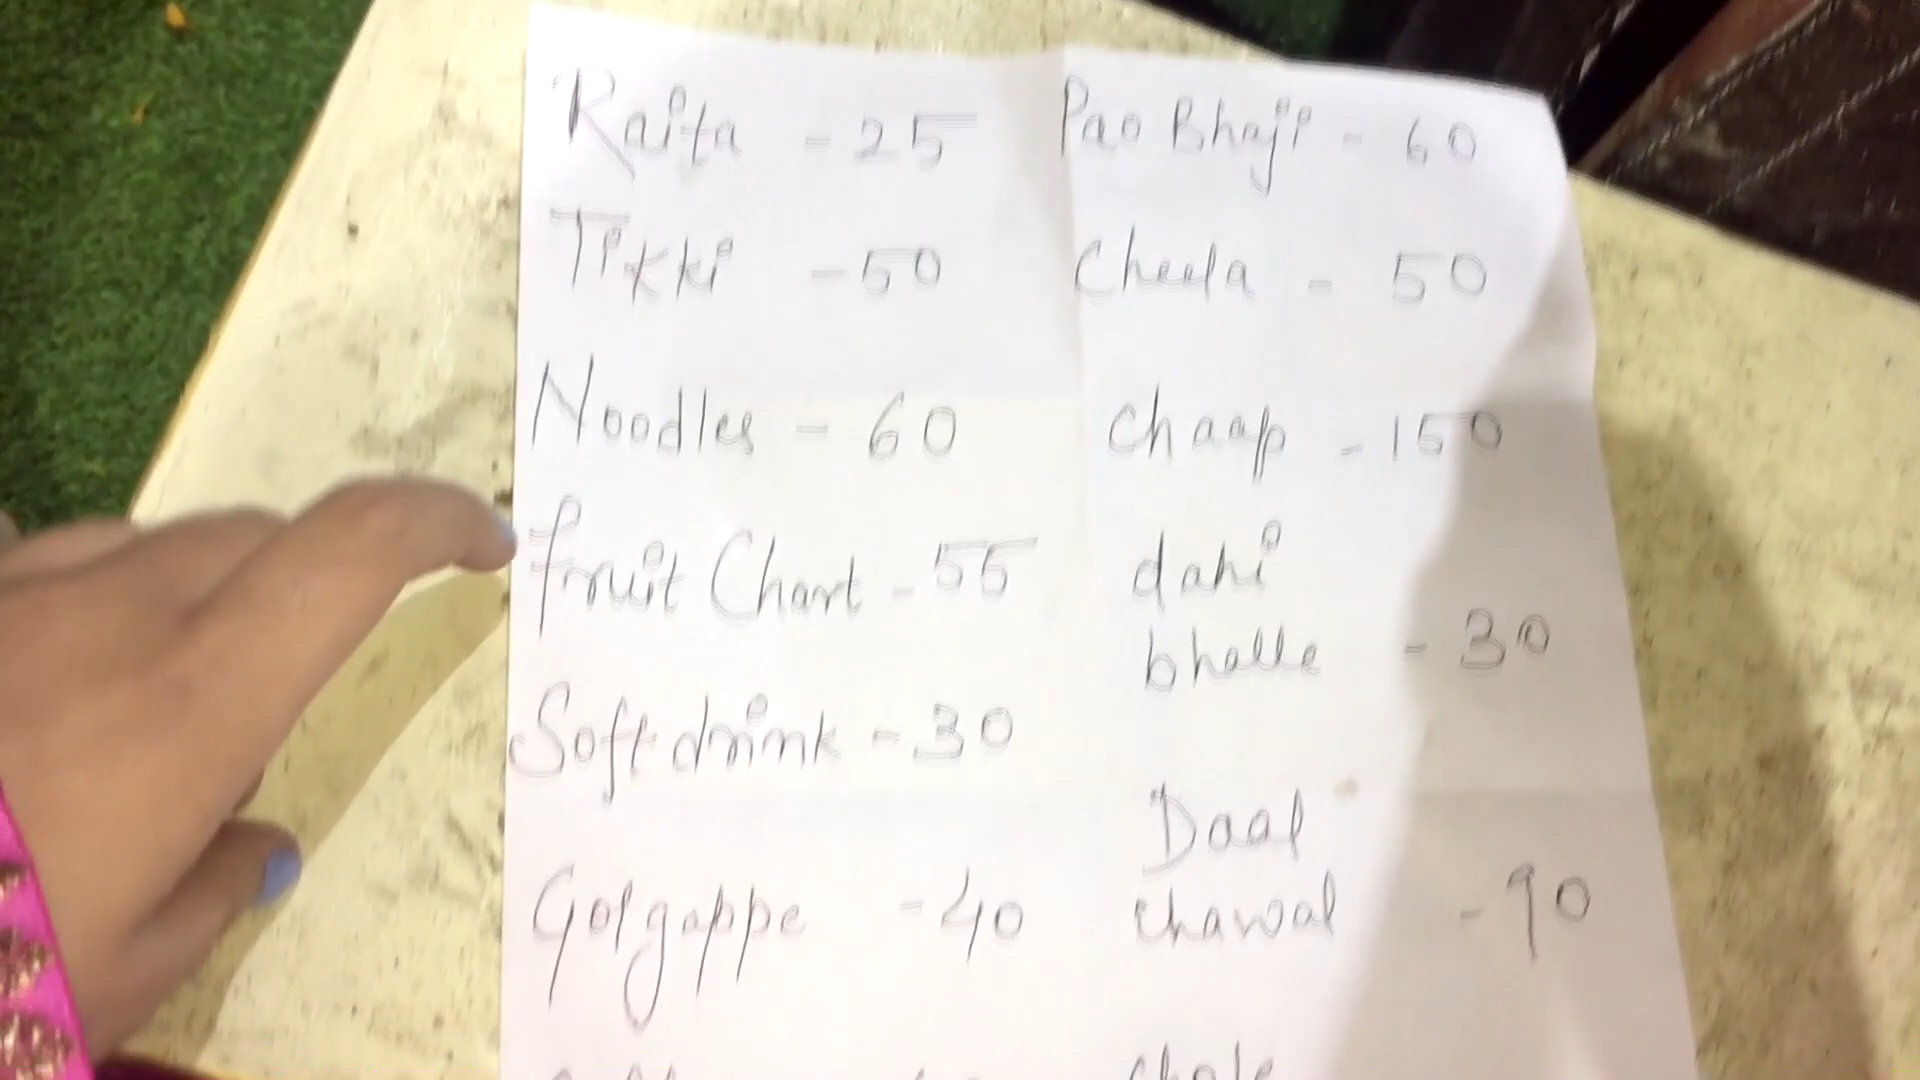 Raita - 25
Tikki - 50
Noodles - 60
fruit Chart - 55
Soft drink - 30
Golgappe - 40
Pao Bhaji - 60
Cheela - 50
Chaap - 150
dahi
bhalle - 30
Daal
chawal - 90
chole